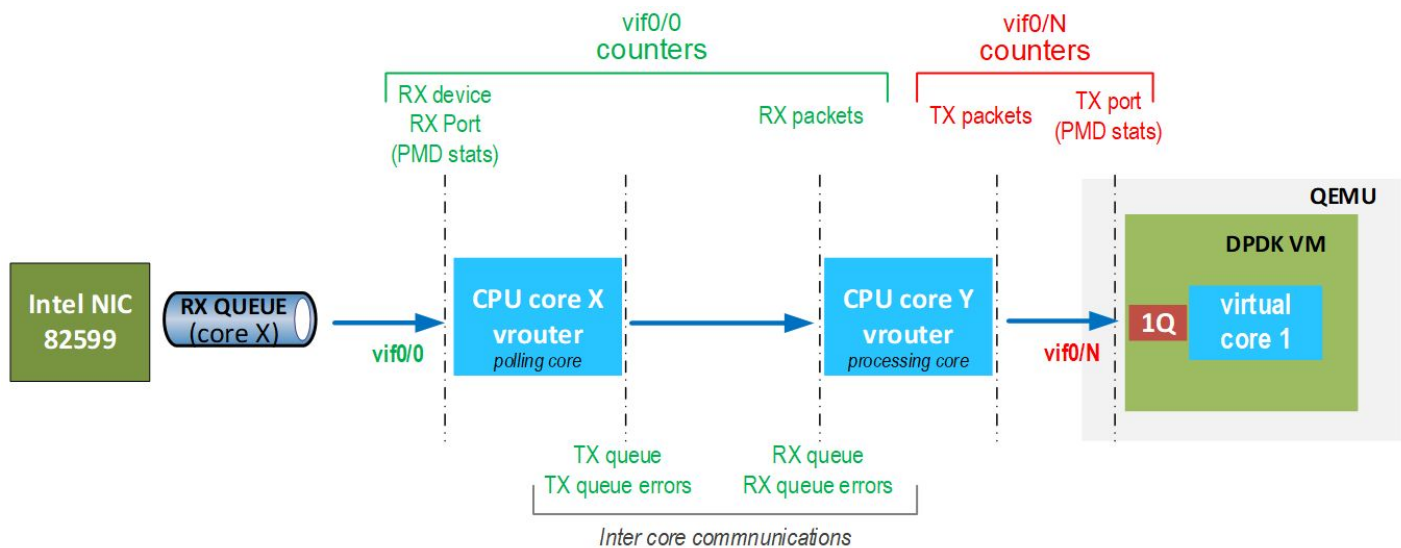 vif0/0
counters
vif0/N
counters
RX device
RX Port
(PMD stats)
RX packets
TX packets
TX port
(PMD stats)
QEMU
DPDK VM
Intel NIC
82599
RX QUEUE
(core X)
vif0/0
CPU core X
vrouter
polling core
CPU core Y
vrouter
processing core
vif0/N
1Q
virtual
core 1
TX queue
TX queue errors
RX queue
RX queue errors
Inter core commnunications